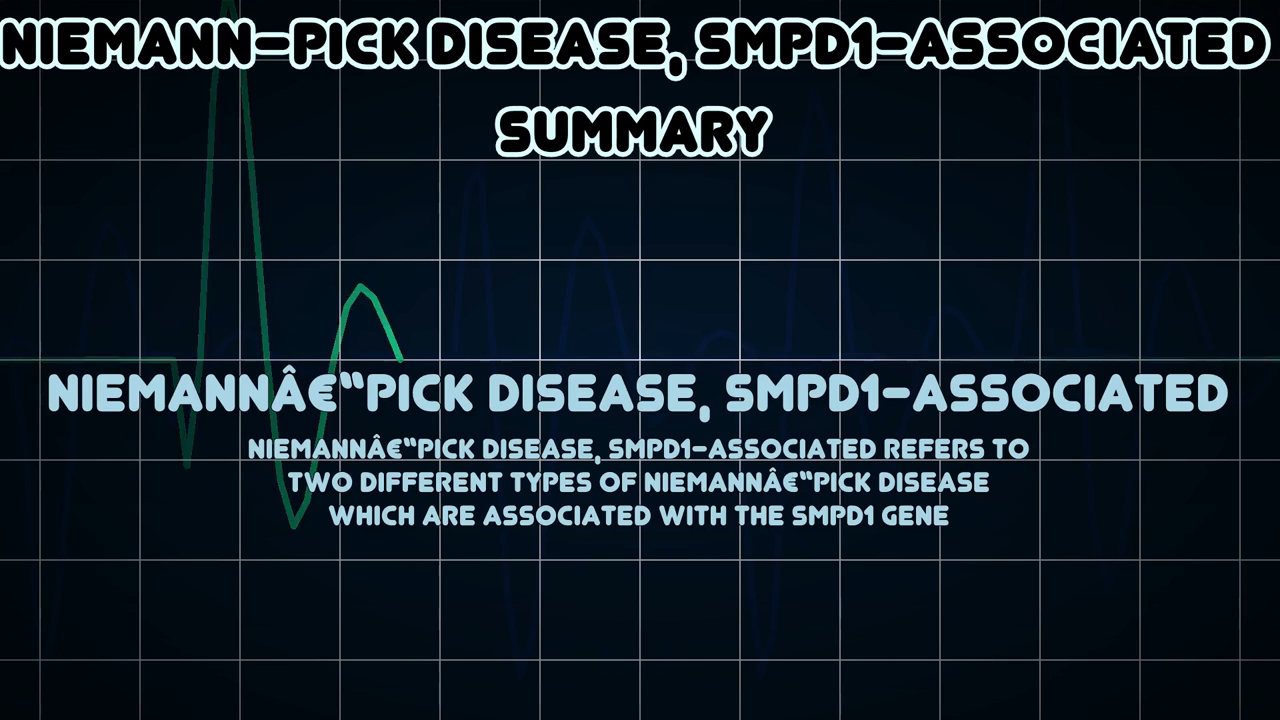 NIEMANN-PICK DISEASE, SMPD1-ASSOCIATED
SUMMARY
NIEMANNÂ€“PICK DISEASE, SMPD1-ASSOCIATED
NIEMANNÂ€“PICK DISEASE, SMPD1-ASSOCIATED REFERS TO
TWO DIFFERENT TYPES OF NIEMANNÂ€“PICK DISEASE
WHICH ARE ASSOCIATED WITH THE SMPD1 GENE